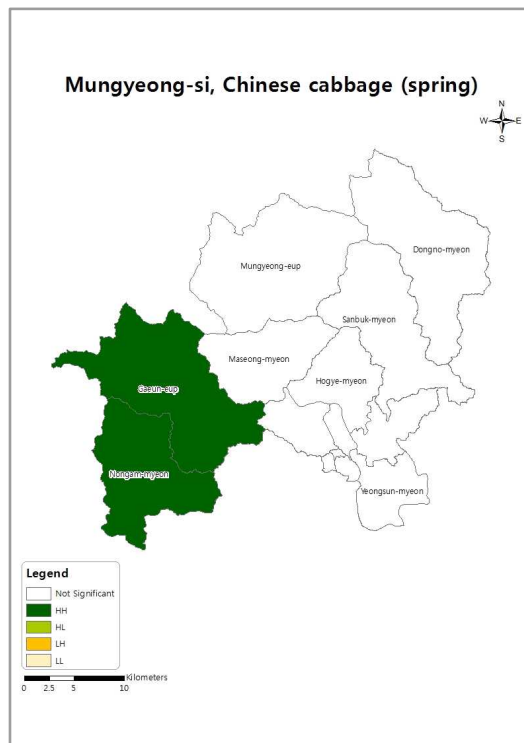 Mungyeong-si, Chinese cabbage (spring)
N
W E
S
Dongno-myeon
Mungyeong-eup
Sanbuk-myeon
Maseong-myeon
Hogye-myeon
Gaeun-eup
Nongam-myeon
Yeongsun-myeon
Legend
Not Significant
HH
HL
LH
LL
Kilometers
0 2.5 5 10